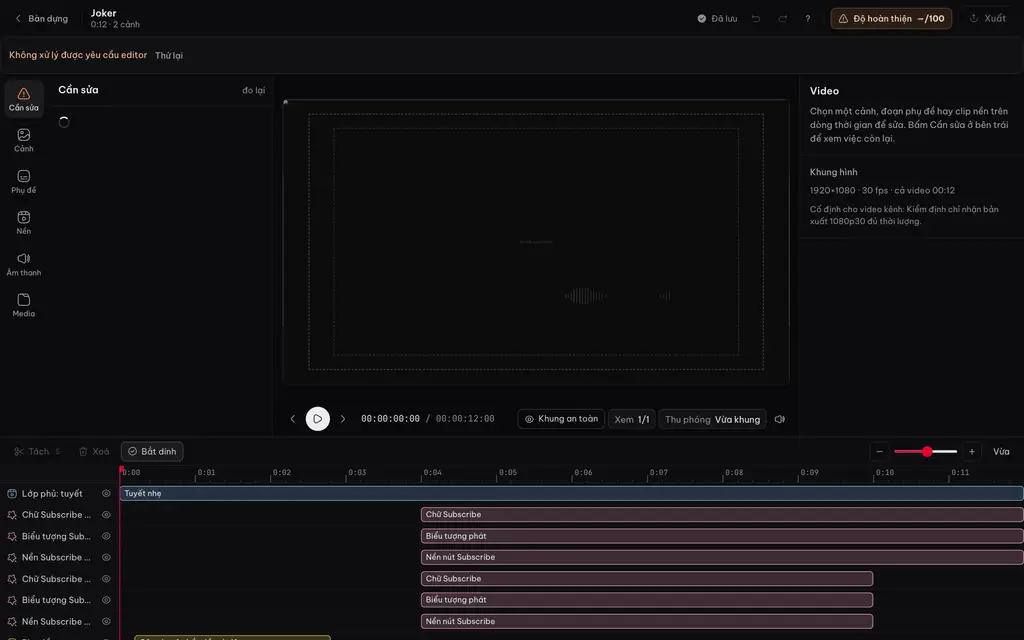 Bàn dựng
Joker
0:12 · 2 cảnh
Đã lưu
?
Độ hoàn thiện —/100
Xuất
Không xử lý được yêu cầu editor Thử lại
Cần sửa
Cảnh
Phụ đề
Nền
Âm thanh
Media
Cần sửa
đo lại
Video
Chọn một cảnh, đoạn phụ đề hay clip nền trên
dòng thời gian để sửa. Bấm Cần sửa ở bên trái
để xem việc còn lại.
Khung hình
1920×1080 · 30 fps · cả video 00:12
Cố định cho video kênh: Kiểm định chỉ nhận bản
xuất 1080p30 đủ thời lượng.
00:00:00:00 / 00:00:12:00
Khung an toàn
Xem 1/1
Thu phóng Vừa khung
Tách S
Xoá
Bắt dính
Vừa
0:00 0:01 0:02 0:03 0:04 0:05 0:06 0:07 0:08 0:09 0:10 0:11
Lớp phủ: tuyết
Tuyết nhẹ
Chữ Subscribe ...
Chữ Subscribe
Biểu tượng Sub...
Biểu tượng phát
Nền Subscribe ...
Nền nút Subscribe
Chữ Subscribe ...
Chữ Subscribe
Biểu tượng Sub...
Biểu tượng phát
Nền Subscribe ...
Nền nút Subscribe